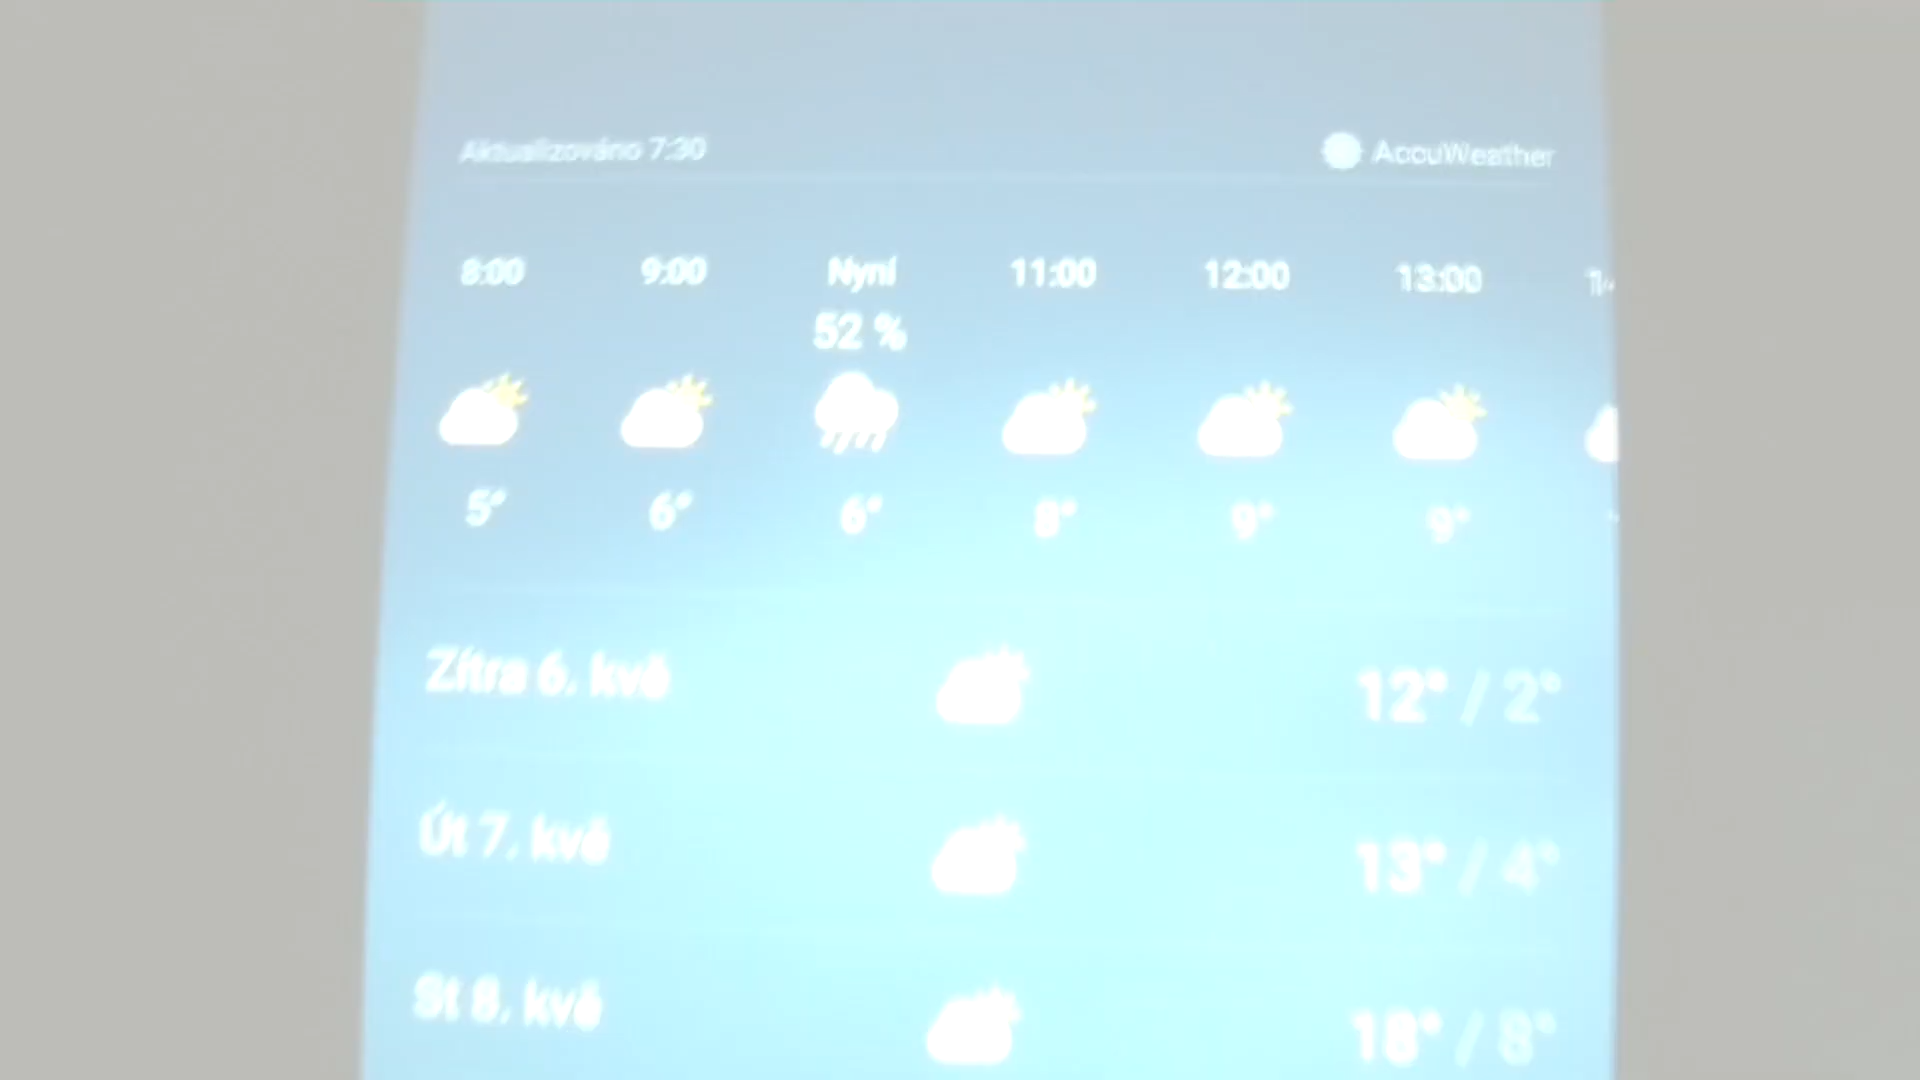 Aktualizováno 7:30 AccuWeather
8:00 9:00 Nyní 11:00 12:00 13:00
52 %
5° 6° 6° 8° 9° 9°
Zítra 6. kvě 12° / 2°
Út 7. kvě 13° / 4°
St 8. kvě 18° / 8°